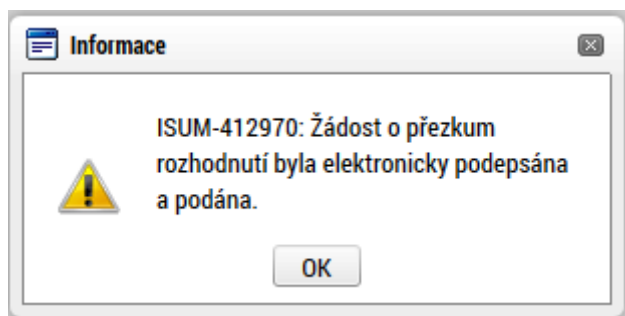 Informace
ISUM-412970: Žádost o přezkum
rozhodnutí byla elektronicky podepsána
a podána.
OK